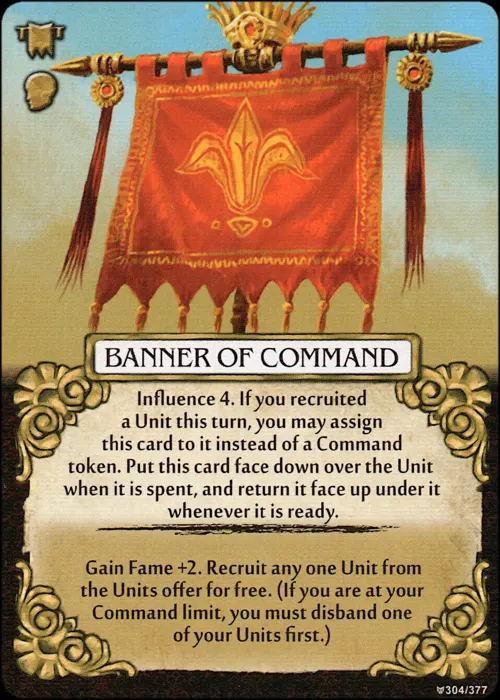 BANNER OF COMMAND
Influence 4. If you recruited
a Unit this turn, you may assign
this card to it instead of a Command
token. Put this card face down over the Unit
when it is spent, and return it face up under it
whenever it is ready.
Gain Fame +2. Recruit any one Unit from
the Units offer for free. (If you are at your
Command limit, you must disband one
of your Units first.)
304/377